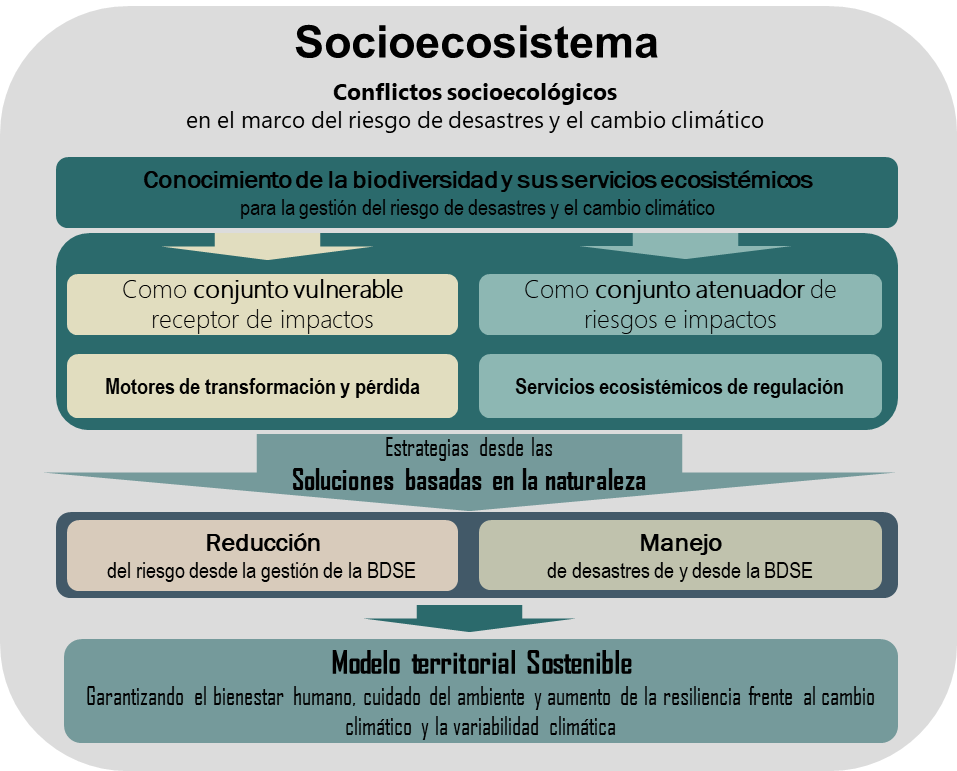 Socioecosistema
Conflictos socioecológicos
en el marco del riesgo de desastres y el cambio climático
Conocimiento de la biodiversidad y sus servicios ecosistémicos
para la gestión del riesgo de desastres y el cambio climático
Como conjunto vulnerable
receptor de impactos
Como conjunto atenuador de
riesgos e impactos
Motores de transformación y pérdida
Servicios ecosistémicos de regulación
Estrategias desde las
Soluciones basadas en la naturaleza
Reducción
del riesgo desde la gestión de la BDSE
Manejo
de desastres de y desde la BDSE
Modelo territorial Sostenible
Garantizando el bienestar humano, cuidado del ambiente y aumento de la resiliencia frente al cambio
climático y la variabilidad climática